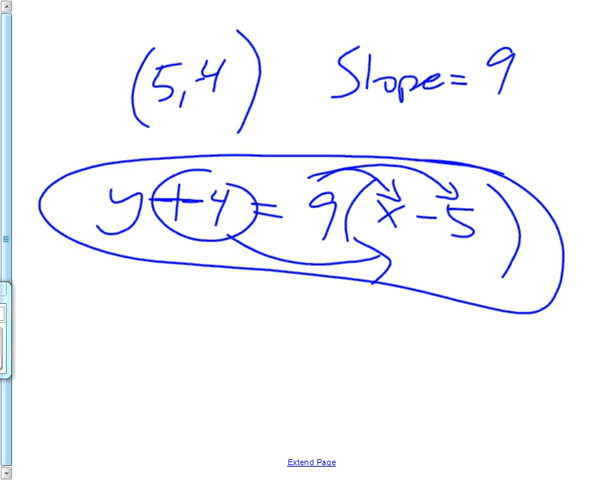 (5,-4) Slope = 9
y + 4 = 9(x - 5)
Extend Page